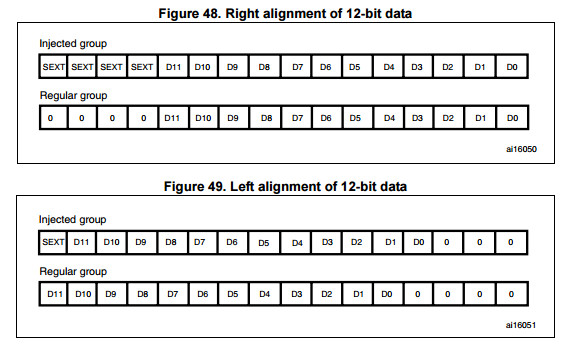 Figure 48. Right alignment of 12-bit data
Injected group
SEXT SEXT SEXT SEXT D11 D10 D9 D8 D7 D6 D5 D4 D3 D2 D1 D0
Regular group
0 0 0 0 D11 D10 D9 D8 D7 D6 D5 D4 D3 D2 D1 D0
ai16050
Figure 49. Left alignment of 12-bit data
Injected group
SEXT D11 D10 D9 D8 D7 D6 D5 D4 D3 D2 D1 D0 0 0 0
Regular group
D11 D10 D9 D8 D7 D6 D5 D4 D3 D2 D1 D0 0 0 0 0
ai16051